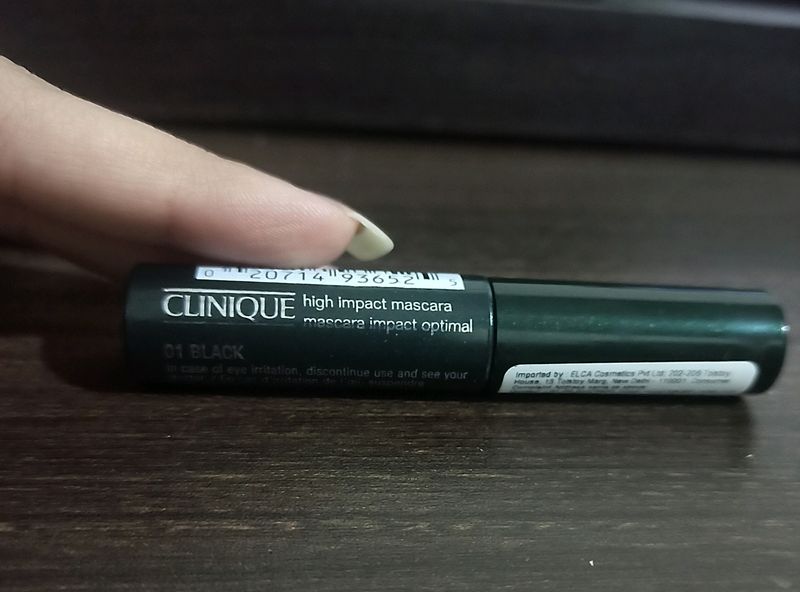 0 20714 93652 5
CLINIQUE high impact mascara
mascara impact optimal
01 BLACK
In case of eye irritation, discontinue use and see your
Imported by : ELCA Cosmetics Pvt Ltd: 202-206 Tolstoy
House, 15 Tolstoy Marg, New Delhi - 110001. Consumer